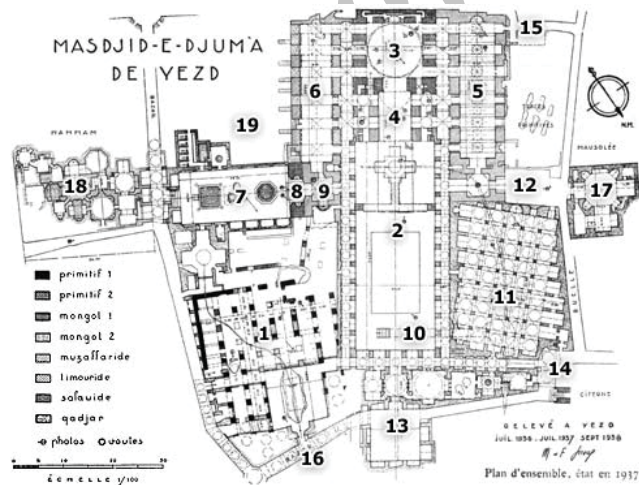 MASDJID-E-DJUM'A
DE YEZD
HAMMAM
BAZAR
MAUSOLÉE
N.M.
3
15
6
5
4
19
18
7
8
9
12
17
2
1
11
10
14
13
16
primitif 1
primitif 2
mongol 1
mongol 2
muzaffaride
timouride
safavide
qadjar
photos voutes
ÉCHELLE 1/100
CITERNE
RELEVÉ A YEZD
JUIL.1936.JUIL.1937 SEPT 1938
Plan d'ensemble, état en 1937